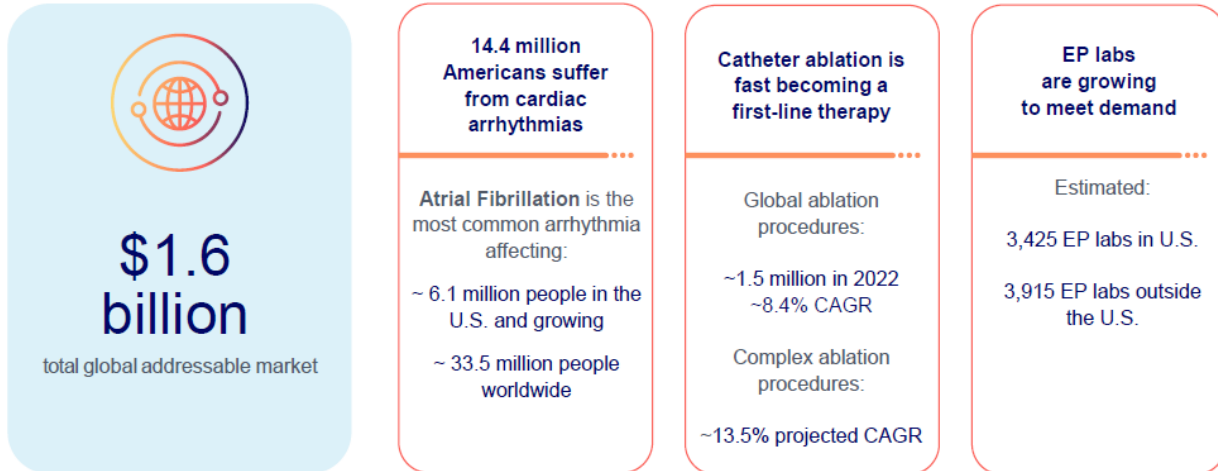 $1.6
billion
total global addressable market
14.4 million
Americans suffer
from cardiac
arrhythmias
Atrial Fibrillation is the
most common arrhythmia
affecting:
~ 6.1 million people in the
U.S. and growing
~ 33.5 million people
worldwide
Catheter ablation is
fast becoming a
first-line therapy
Global ablation
procedures:
~1.5 million in 2022
~8.4% CAGR
Complex ablation
procedures:
~13.5% projected CAGR
EP labs
are growing
to meet demand
Estimated:
3,425 EP labs in U.S.
3,915 EP labs outside
the U.S.